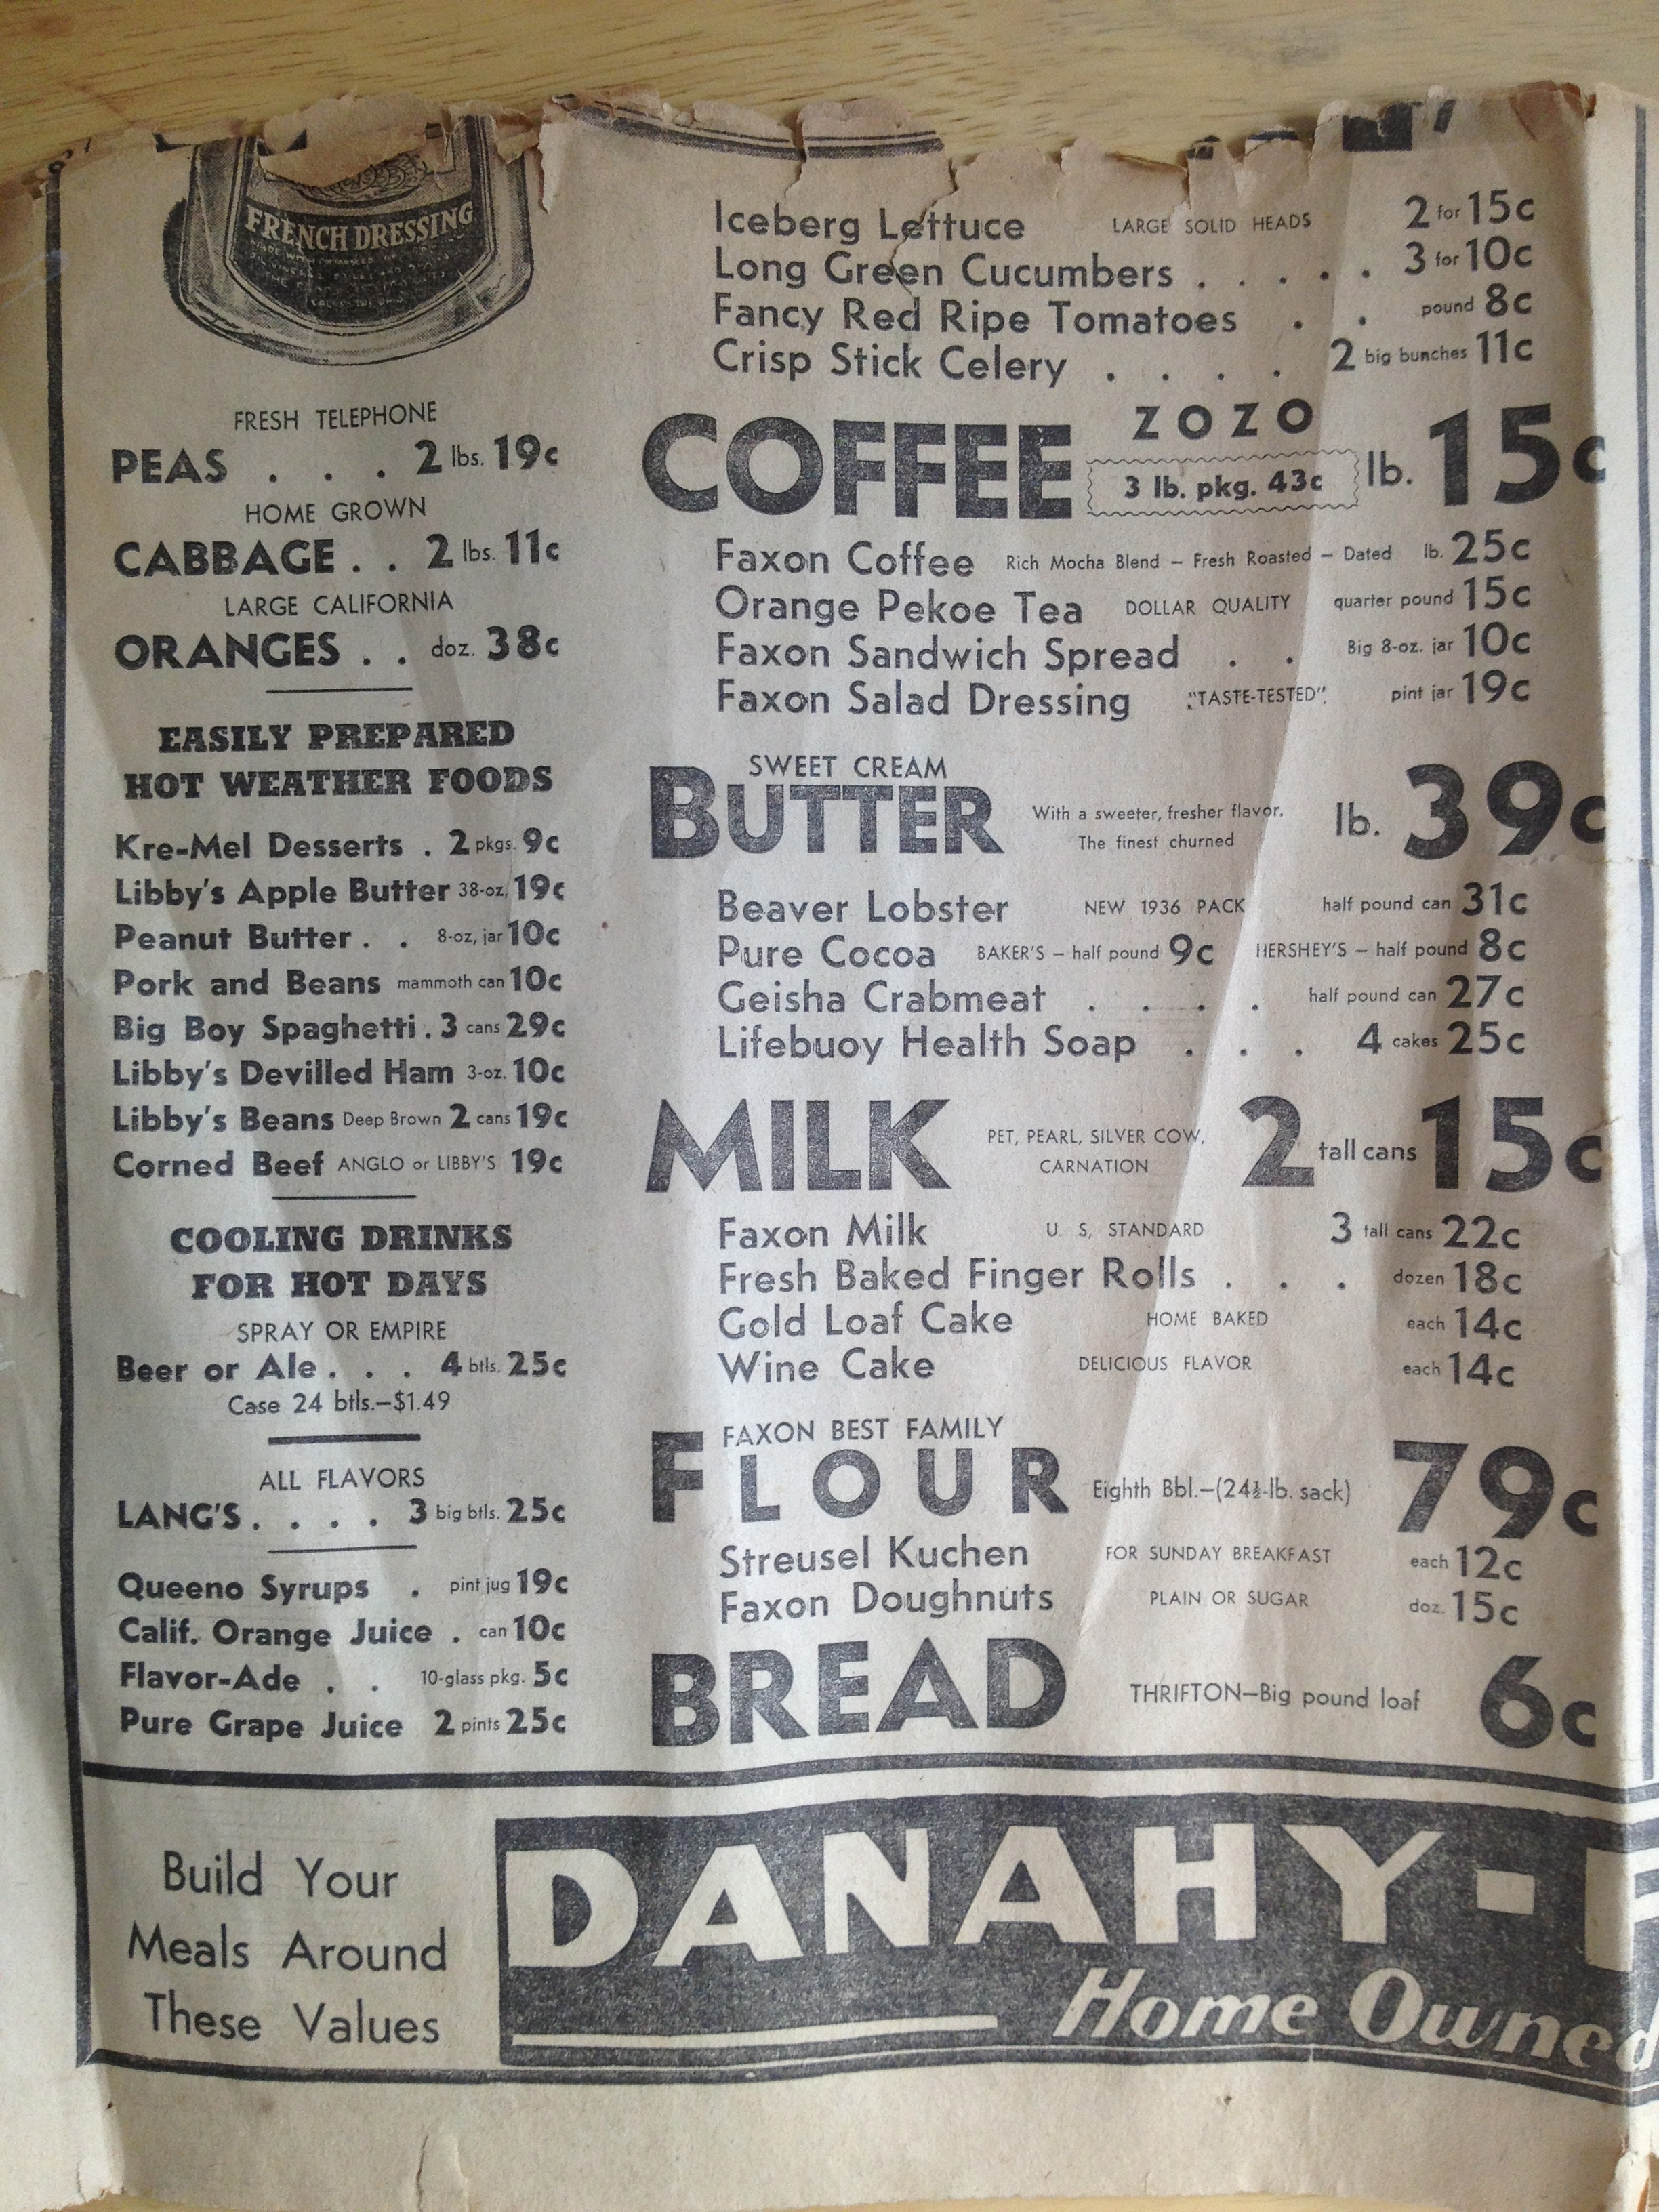 FRENCH DRESSING
FRESH TELEPHONE
PEAS . . . 2 lbs. 19c
HOME GROWN
CABBAGE . . 2 lbs. 11c
LARGE CALIFORNIA
ORANGES . . doz. 38c
EASILY PREPARED
HOT WEATHER FOODS
Kre-Mel Desserts . 2 pkgs. 9c
Libby's Apple Butter 38-oz. 19c
Peanut Butter . . 8-oz, jar 10c
Pork and Beans mammoth can 10c
Big Boy Spaghetti . 3 cans 29c
Libby's Devilled Ham 3-oz. 10c
Libby's Beans Deep Brown 2 cans 19c
Corned Beef ANGLO or LIBBY'S 19c
COOLING DRINKS
FOR HOT DAYS
SPRAY OR EMPIRE
Beer or Ale . . . 4 btls. 25c
Case 24 btls.—$1.49
ALL FLAVORS
LANG'S . . . . 3 big btls. 25c
Queeno Syrups . pint jug 19c
Calif. Orange Juice . can 10c
Flavor-Ade . . 10-glass pkg. 5c
Pure Grape Juice 2 pints 25c
Iceberg Lettuce LARGE SOLID HEADS 2 for 15c
Long Green Cucumbers . . . . . 3 for 10c
Fancy Red Ripe Tomatoes . . pound 8c
Crisp Stick Celery . . . . 2 big bunches 11c
COFFEE ZOZO 3 lb. pkg. 43c lb. 15c
Faxon Coffee Rich Mocha Blend — Fresh Roasted — Dated lb. 25c
Orange Pekoe Tea DOLLAR QUALITY quarter pound 15c
Faxon Sandwich Spread . . Big 8-oz. jar 10c
Faxon Salad Dressing "TASTE-TESTED" pint jar 19c
SWEET CREAM
BUTTER With a sweeter, fresher flavor. The finest churned lb. 39c
Beaver Lobster NEW 1936 PACK half pound can 31c
Pure Cocoa BAKER'S — half pound 9c HERSHEY'S — half pound 8c
Geisha Crabmeat . . . . half pound can 27c
Lifebuoy Health Soap . . . 4 cakes 25c
MILK PET, PEARL, SILVER COW, CARNATION 2 tall cans 15c
Faxon Milk U. S, STANDARD 3 tall cans 22c
Fresh Baked Finger Rolls . . . dozen 18c
Gold Loaf Cake HOME BAKED each 14c
Wine Cake DELICIOUS FLAVOR each 14c
FAXON BEST FAMILY
FLOUR Eighth Bbl.—(24½-lb. sack) 79c
Streusel Kuchen FOR SUNDAY BREAKFAST each 12c
Faxon Doughnuts PLAIN OR SUGAR doz. 15c
BREAD THRIFTON—Big pound loaf 6c
Build Your
Meals Around
These Values
DANAHY-
Home Owned